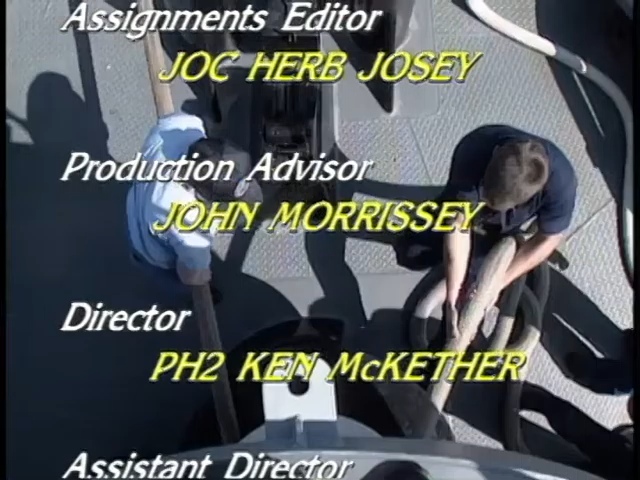 Assignments Editor
JOC HERB JOSEY
Production Advisor
JOHN MORRISSEY
Director
PH2 KEN McKETHER
Assistant Director